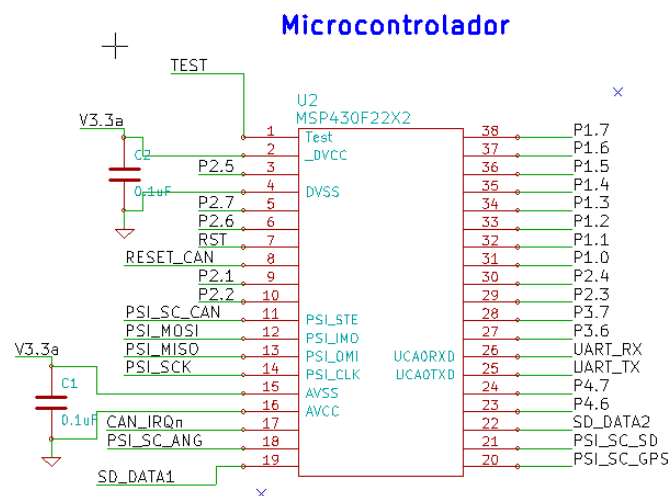 Microcontrolador
TEST
U2
MSP430F22X2
V3.3a
1 Test 38 P1.7
2 _DVCC 37 P1.6
C2
P2.5 3 36 P1.5
0.1uF
4 DVSS 35 P1.4
P2.7 5 34 P1.3
P2.6 6 33 P1.2
RST 7 32 P1.1
RESET_CAN 8 31 P1.0
P2.1 9 30 P2.4
P2.2 10 29 P2.3
PSI_SC_CAN 11 PSI_STE 28 P3.7
PSI_MOSI 12 PSI_IMO 27 P3.6
V3.3a
PSI_MISO 13 PSI_OMI UCA0RXD 26 UART_RX
PSI_SCK 14 PSI_CLK UCA0TXD 25 UART_TX
C1
15 AVSS 24 P4.7
16 AVCC 23 P4.6
0.1uF
CAN_IRQn 17 22 SD_DATA2
PSI_SC_ANG 18 21 PSI_SC_SD
19 20 PSI_SC_GPS
SD_DATA1